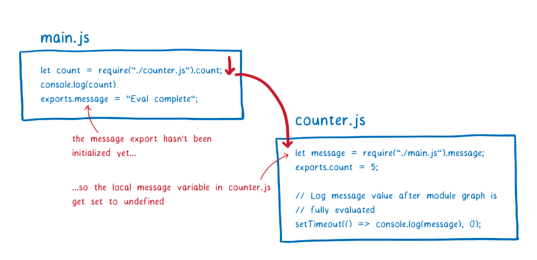 main.js
let count = require("./counter.js").count;
console.log(count)
exports.message = "Eval complete";
the message export hasn't been
initialized yet...
...so the local message variable in counter.js
get set to undefined
counter.js
let message = require("./main.js").message;
exports.count = 5;
// Log message value after module graph is
// fully evaluated
setTimeout(() => console.log(message), 0);